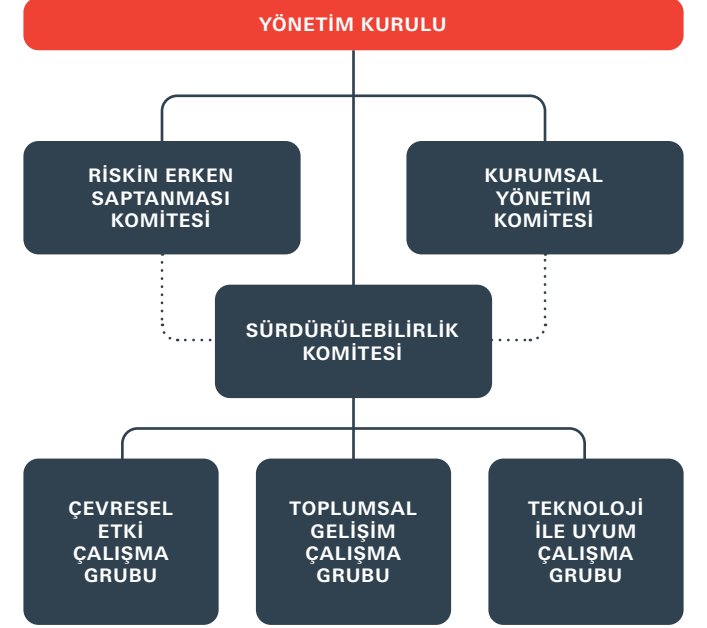 YÖNETİM KURULU
RİSKİN ERKEN
SAPTANMASI
KOMİTESİ
KURUMSAL
YÖNETİM
KOMİTESİ
SÜRDÜRÜLEBİLİRLİK
KOMİTESİ
ÇEVRESEL
ETKİ
ÇALIŞMA
GRUBU
TOPLUMSAL
GELİŞİM
ÇALIŞMA
GRUBU
TEKNOLOJİ
İLE UYUM
ÇALIŞMA
GRUBU